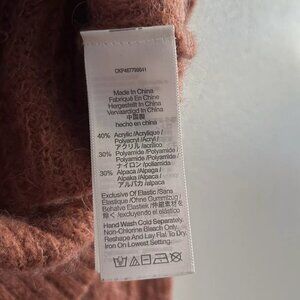 Made In China
Fabriqué En Chine
Hergestellt In China
Vervaardigd In China
中国製
hecho en china
40% Acrylic /Acrylique /
Polyacryl /Acryl /
アクリル /acrílico
30% Polyamide /Polyamide /
Polyamid /Polyamide /
ナイロン /poliamida
30% Alpaca /Alpaga /
Alpaka /Alpaca /
アルパカ /alpaca
Exclusive Of Elastic /Sans
Elastique /Ohne Gummizug /
Behalve Elastiek /伸縮素材を
除く /excluyendo el elástico
Hand Wash Cold Separately.
Non-Chlorine Bleach Only.
Reshape And Lay Flat To Dry.
Iron On Lowest Setting.